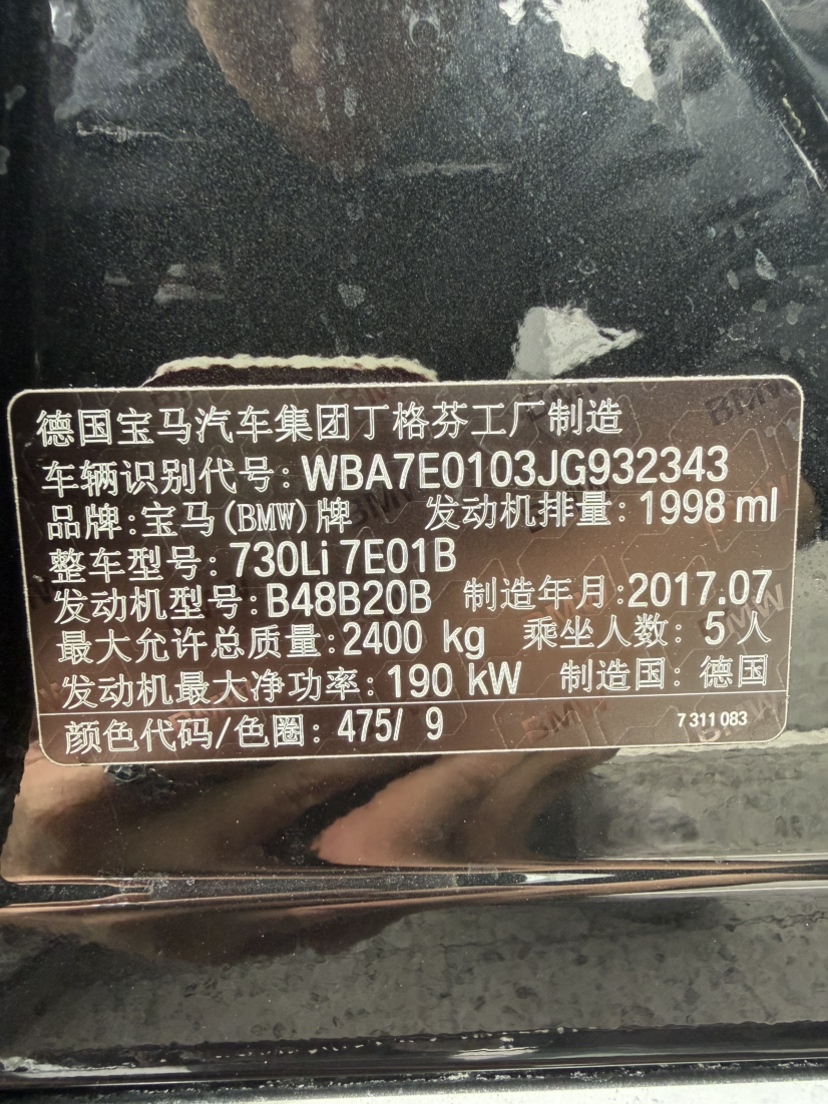 德国宝马汽车集团丁格芬工厂制造
车辆识别代号: WBA7E0103JG932343
品牌:宝马(BMW)牌 发动机排量: 1998 ml
整车型号: 730Li 7E01B
发动机型号: B48B20B 制造年月:2017.07
最大允许总质量: 2400 kg 乘坐人数: 5人
发动机最大净功率: 190 kW 制造国: 德国
颜色代码/色圈: 475/ 9 7 311 083